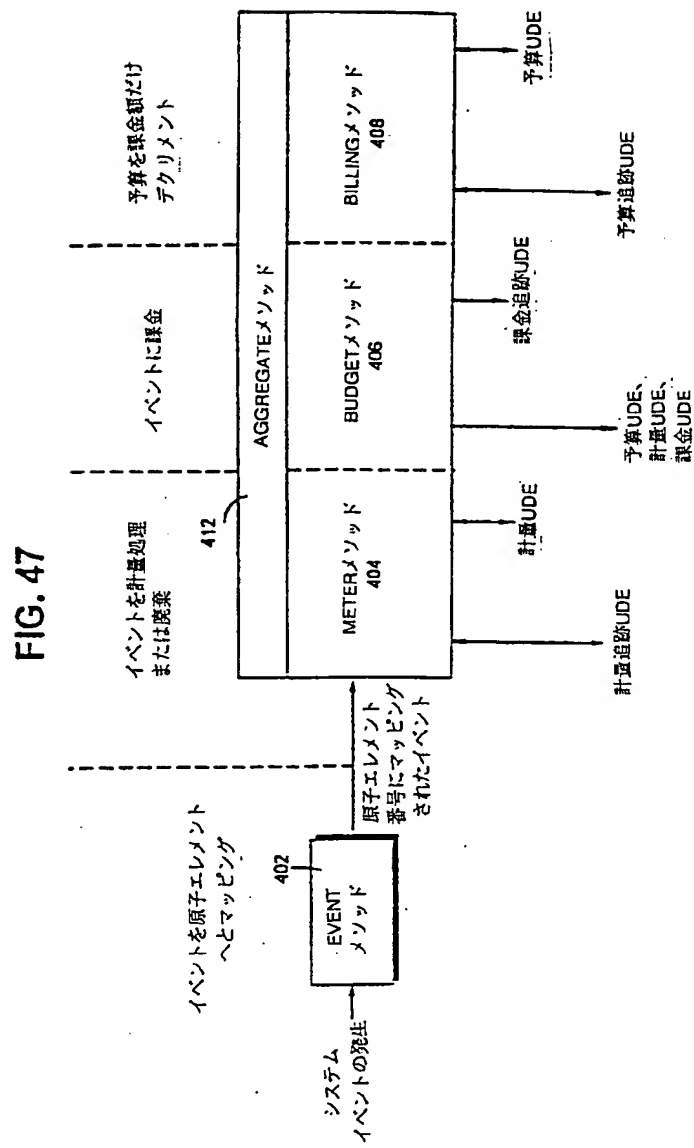 FIG. 47
イベントを原子エレメント
へとマッピング
イベントを計量処理
または廃棄
イベントに課金
予算を課金額だけ
デクリメント
システム
イベントの発生
402
EVENT
メソッド
原子エレメント
番号にマッピング
されたイベント
412
AGGREGATEメソッド
METERメソッド
404
BUDGETメソッド
406
BILLINGメソッド
408
計量追跡UDE
計量UDE
予算UDE、
計量UDE、
課金UDE
課金追跡UDE
予算追跡UDE
予算UDE